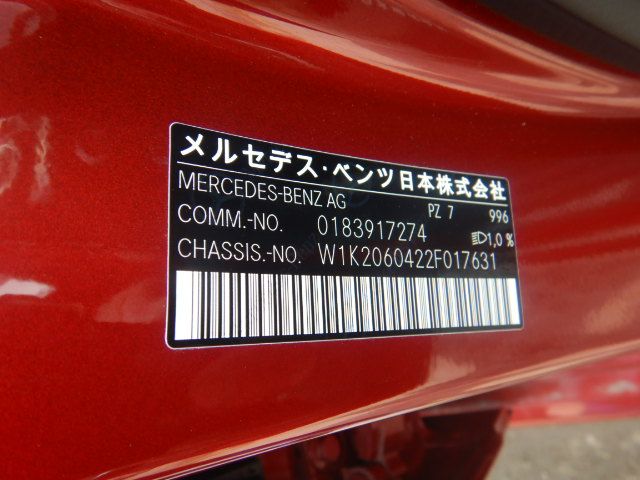 メルセデス・ベンツ日本株式会社
MERCEDES-BENZ AG PZ 7 996
COMM.-NO. 0183917274 1,0 %
CHASSIS.-NO. W1K2060422F017631